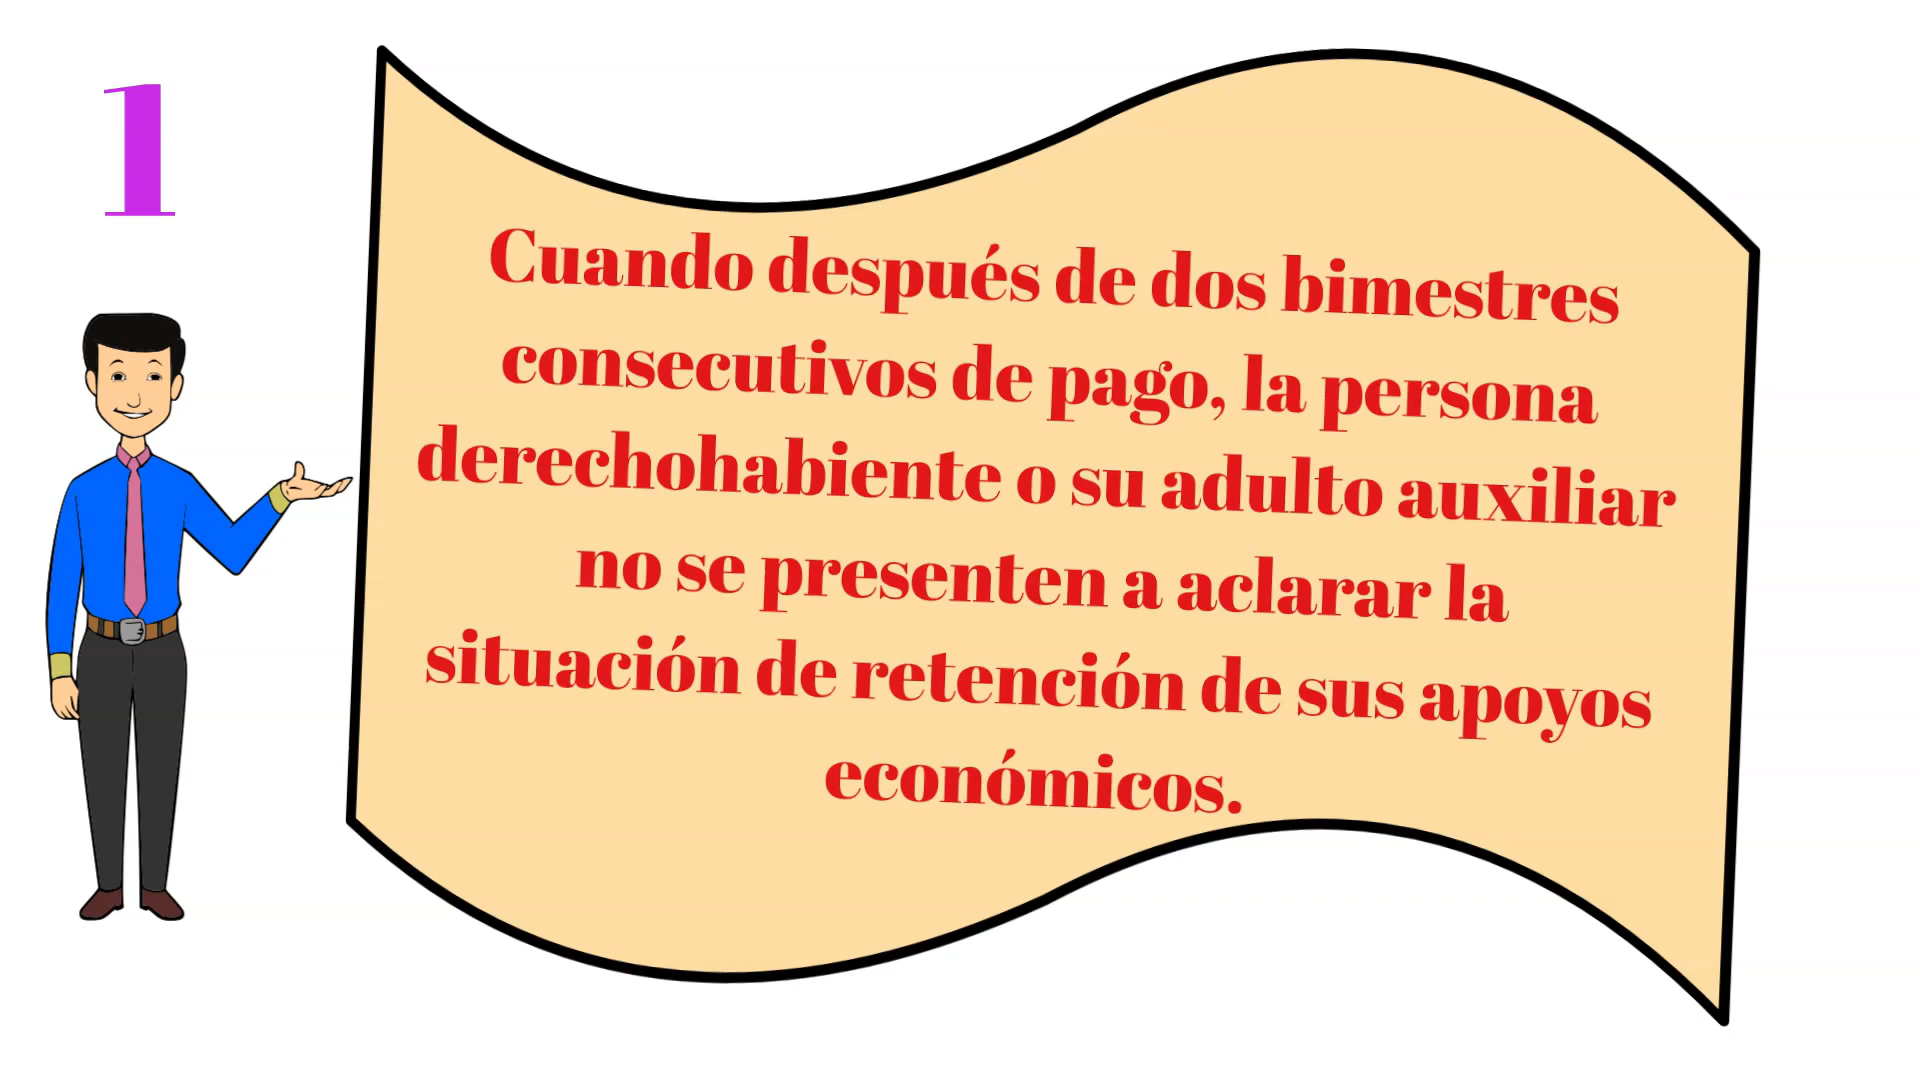 1
Cuando después de dos bimestres
consecutivos de pago, la persona
derechohabiente o su adulto auxiliar
no se presenten a aclarar la
situación de retención de sus apoyos
económicos.